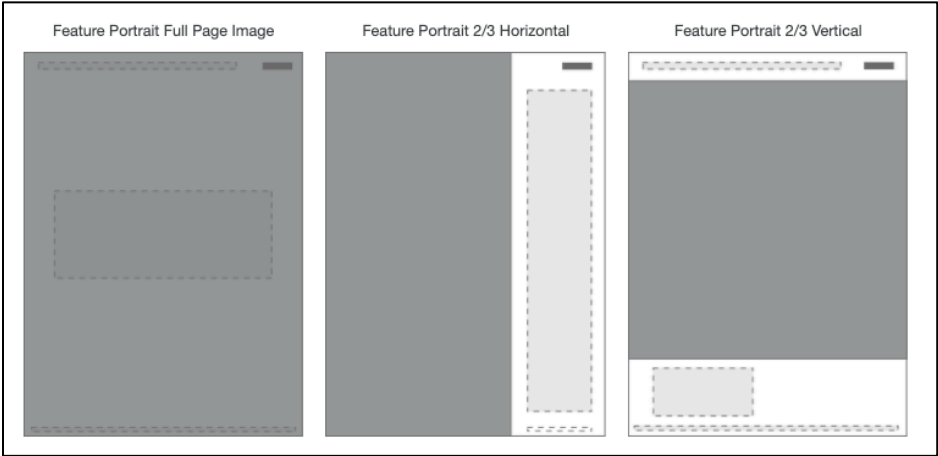 Feature Portrait Full Page Image
Feature Portrait 2/3 Horizontal
Feature Portrait 2/3 Vertical